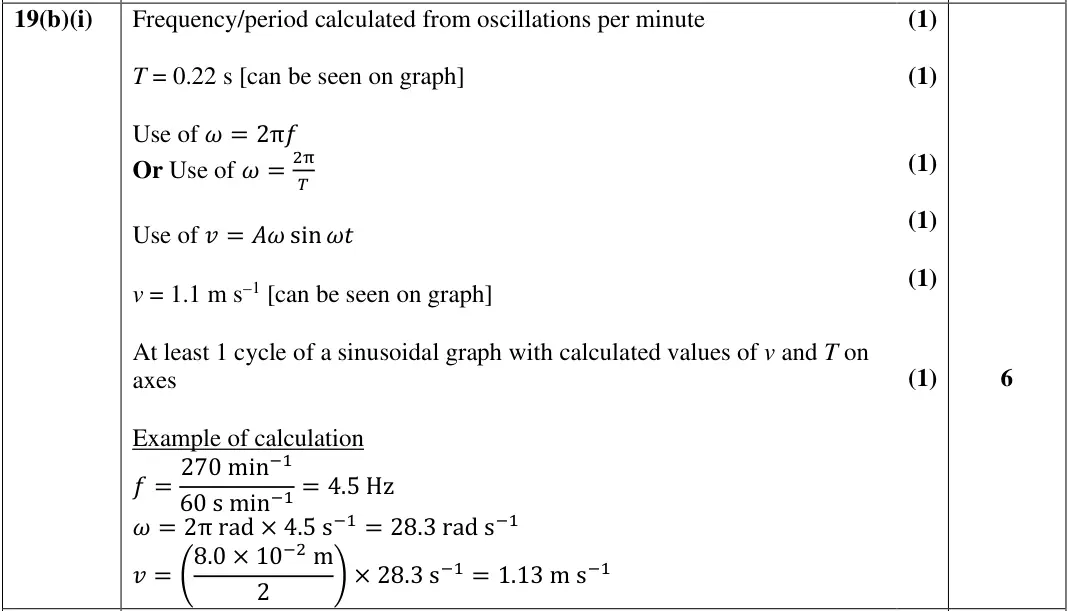 19(b)(i) Frequency/period calculated from oscillations per minute (1)
T = 0.22 s [can be seen on graph] (1)
Use of ω = 2πf
Or Use of ω = 2π/T (1)
Use of v = Aω sin ωt (1)
v = 1.1 m s⁻¹ [can be seen on graph] (1)
At least 1 cycle of a sinusoidal graph with calculated values of v and T on
axes (1) 6
Example of calculation
f = 270 min⁻¹ / 60 s min⁻¹ = 4.5 Hz
ω = 2π rad × 4.5 s⁻¹ = 28.3 rad s⁻¹
v = (8.0 × 10⁻² m / 2) × 28.3 s⁻¹ = 1.13 m s⁻¹